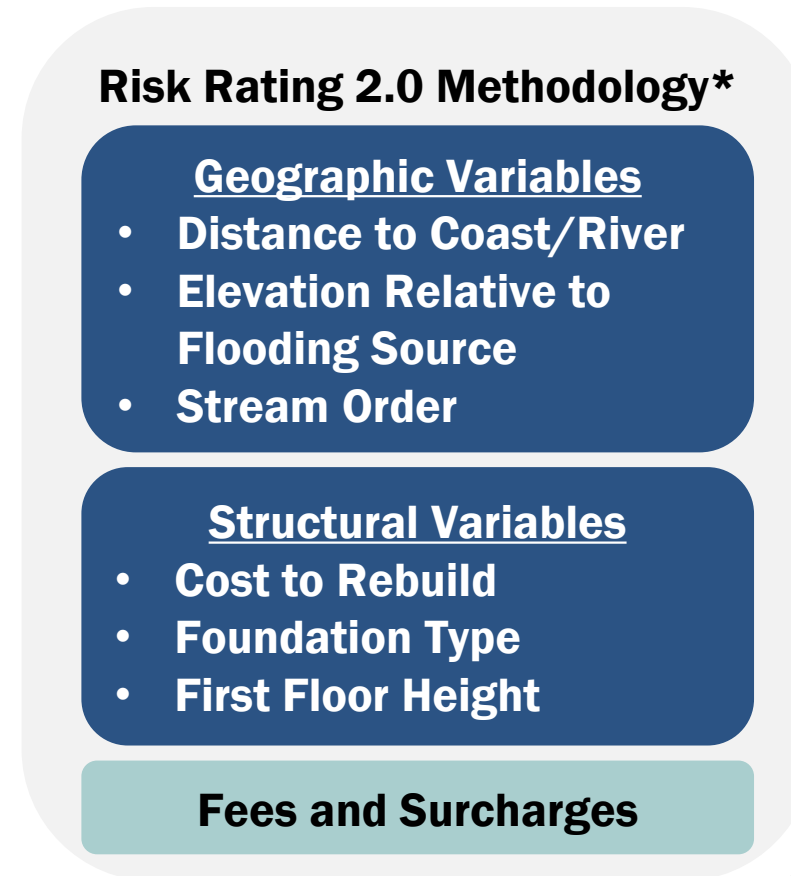 Risk Rating 2.0 Methodology*
Geographic Variables
• Distance to Coast/River
• Elevation Relative to
Flooding Source
• Stream Order
Structural Variables
• Cost to Rebuild
• Foundation Type
• First Floor Height
Fees and Surcharges